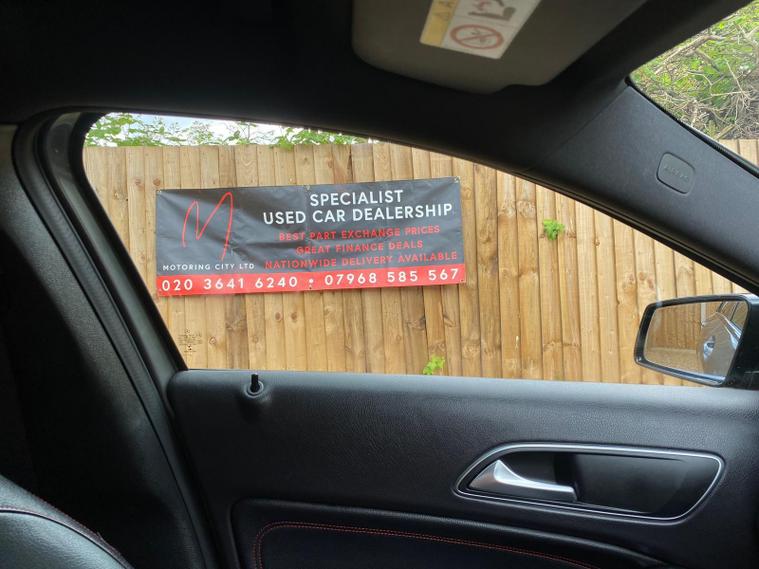 SPECIALIST
USED CAR DEALERSHIP
BEST PART EXCHANGE PRICES
GREAT FINANCE DEALS
NATIONWIDE DELIVERY AVAILABLE
M
MOTORING CITY LTD
020 3641 6240 • 07968 585 567
AIRBAG